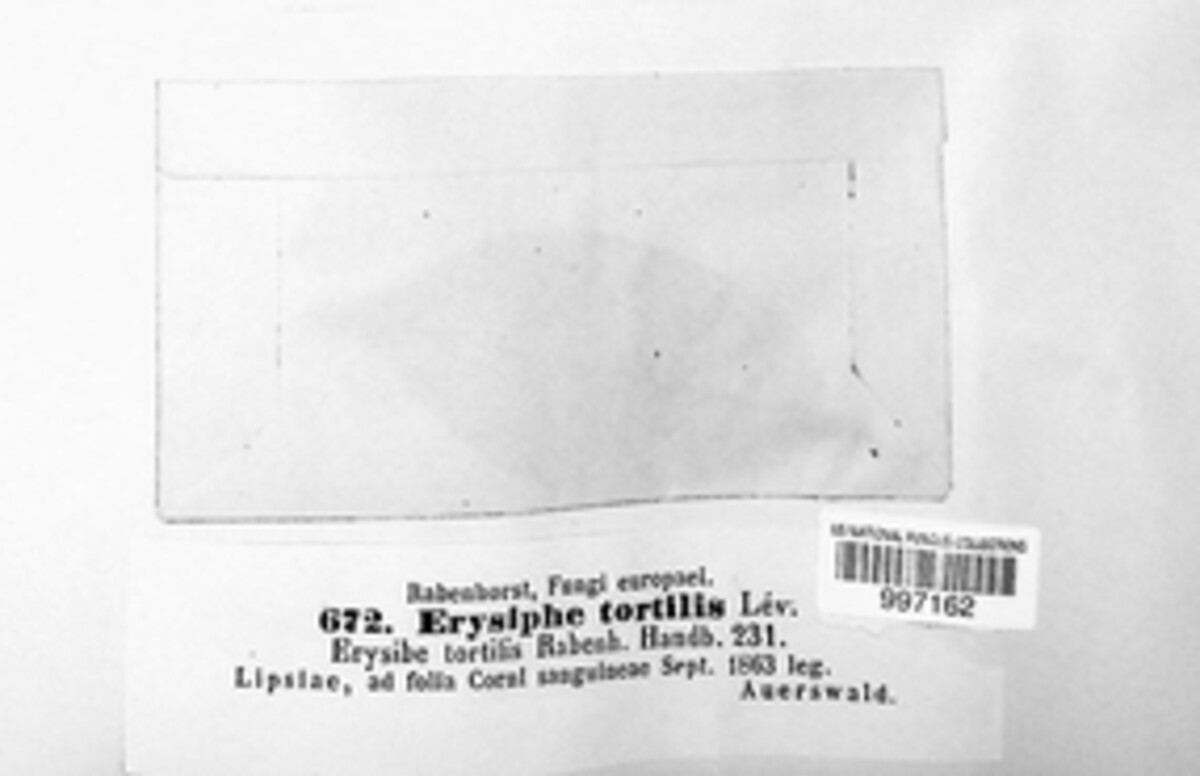 US NATIONAL FUNGUS COLLECTIONS
997162
Rabenhorst, Fungi europaei.
672. Erysiphe tortilis Lév.
Erysibe tortilis Rabenh. Handb. 231.
Lipsiae, ad folia Corni sanguineae Sept. 1863 leg.
Auerswald.